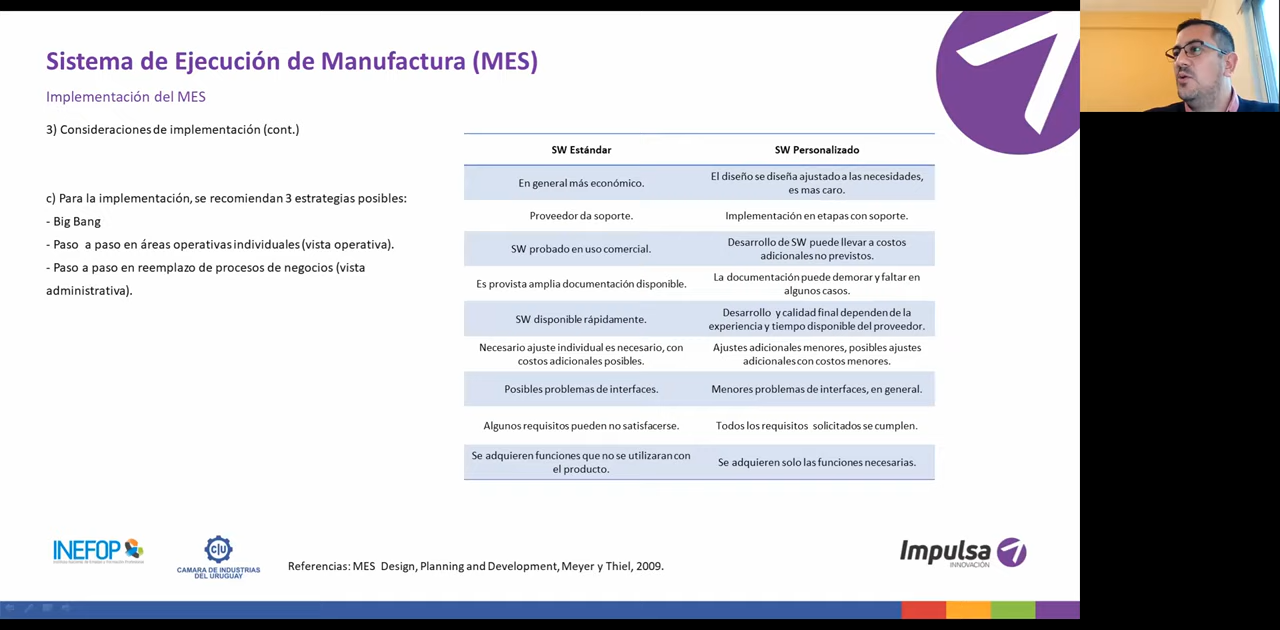 Sistema de Ejecución de Manufactura (MES)
Implementación del MES
3) Consideraciones de implementación (cont.)
c) Para la implementación, se recomiendan 3 estrategias posibles:
- Big Bang
- Paso a paso en áreas operativas individuales (vista operativa).
- Paso a paso en reemplazo de procesos de negocios (vista
administrativa).
SW Estándar
SW Personalizado
En general más económico.
El diseño se diseña ajustado a las necesidades,
es mas caro.
Proveedor da soporte.
Implementación en etapas con soporte.
SW probado en uso comercial.
Desarrollo de SW puede llevar a costos
adicionales no previstos.
Es provista amplia documentación disponible.
La documentación puede demorar y faltar en
algunos casos.
SW disponible rápidamente.
Desarrollo y calidad final dependen de la
experiencia y tiempo disponible del proveedor.
Necesario ajuste individual es necesario, con
costos adicionales posibles.
Ajustes adicionales menores, posibles ajustes
adicionales con costos menores.
Posibles problemas de interfaces.
Menores problemas de interfaces, en general.
Algunos requisitos pueden no satisfacerse.
Todos los requisitos solicitados se cumplen.
Se adquieren funciones que no se utilizaran con
el producto.
Se adquieren solo las funciones necesarias.
INEFOP
CIU
CAMARA DE INDUSTRIAS
DEL URUGUAY
Referencias: MES Design, Planning and Development, Meyer y Thiel, 2009.
Impulsa
INNOVACIÓN